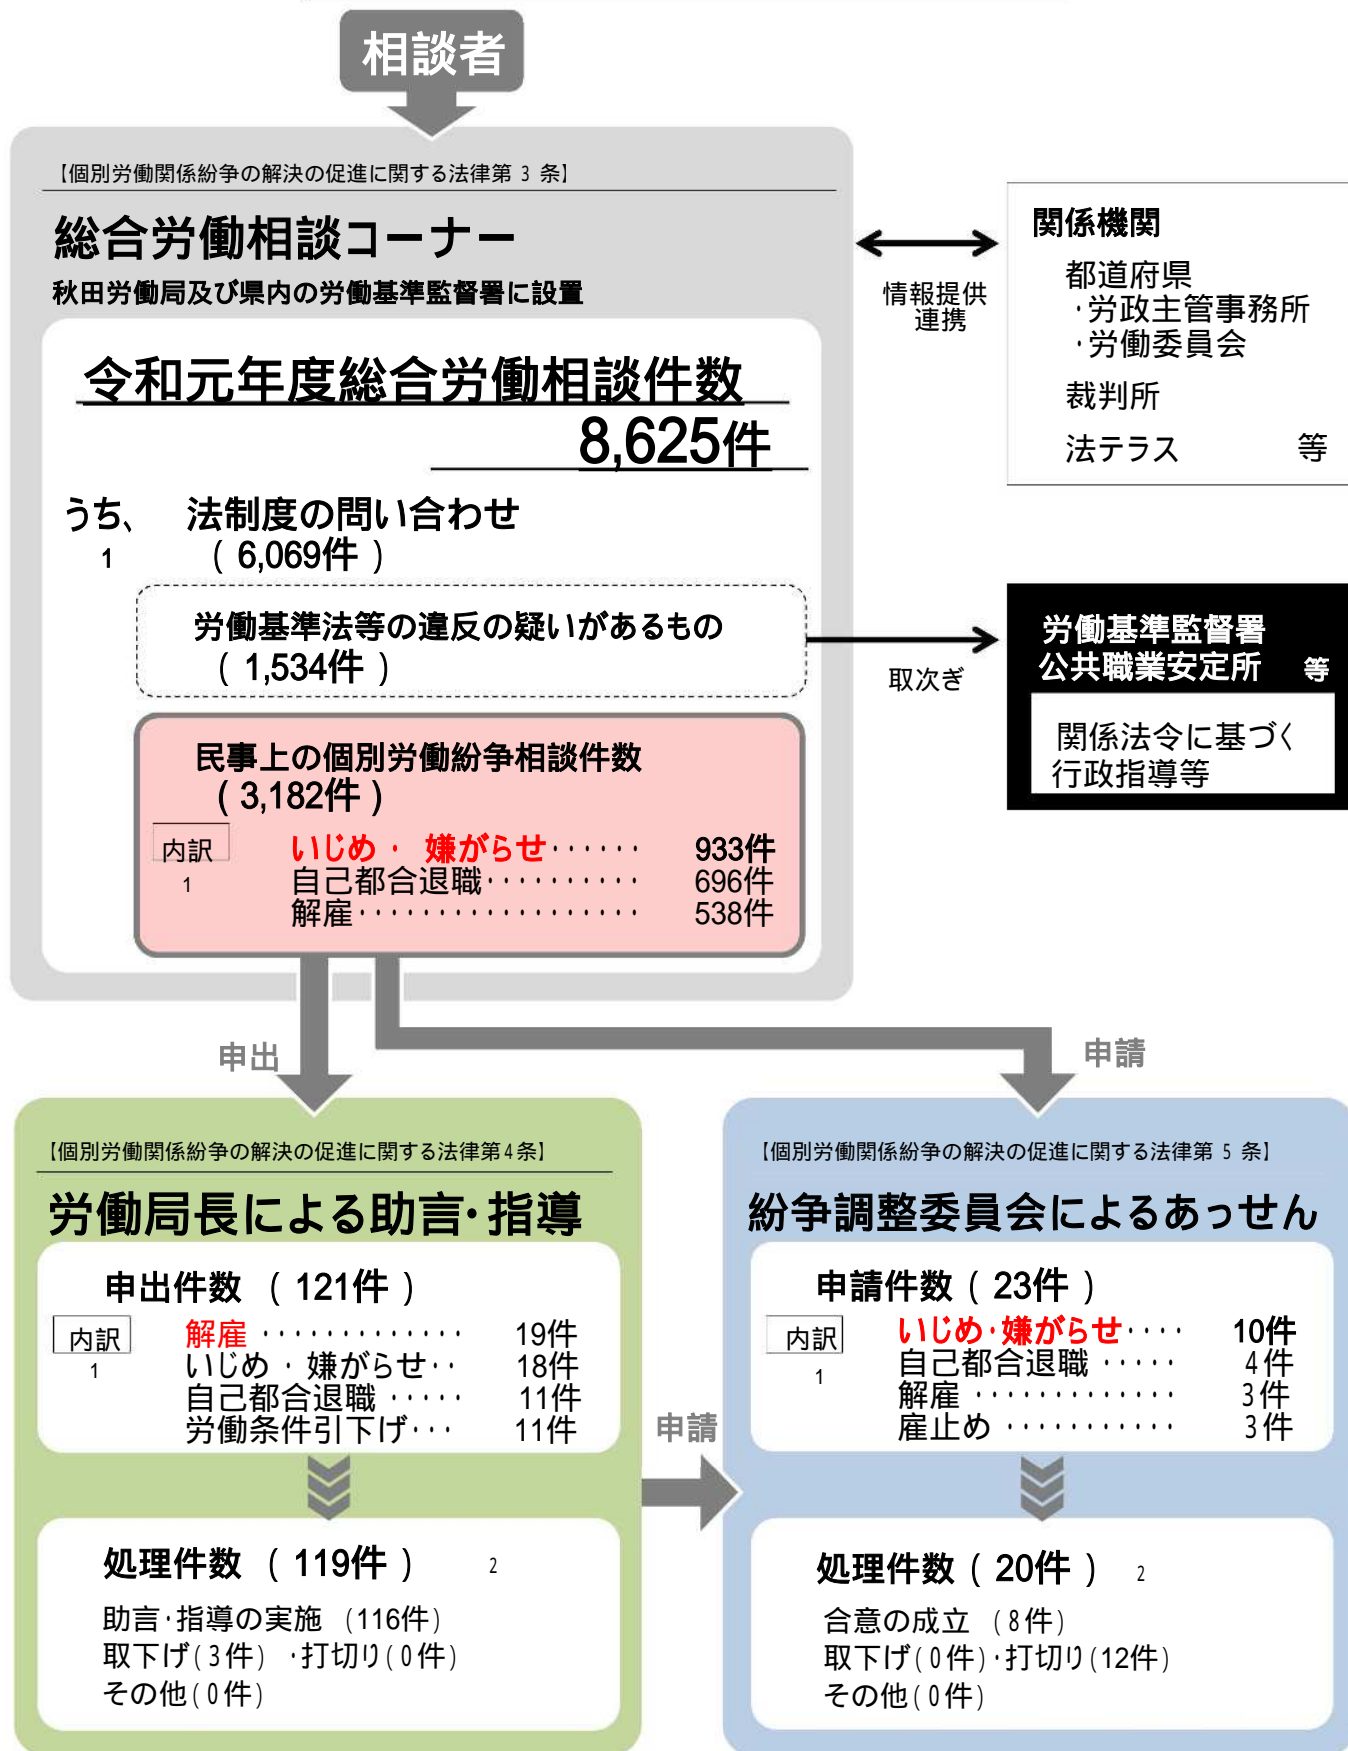 相談者
【個別労働関係紛争の解決の促進に関する法律第 3 条】
総合労働相談コーナー
秋田労働局及び県内の労働基準監督署に設置
令和元年度総合労働相談件数
8,625件
うち、 法制度の問い合わせ
1 （ 6,069件 ）
労働基準法等の違反の疑いがあるもの
（ 1,534件 ）
民事上の個別労働紛争相談件数
（ 3,182件 ）
内訳
1
いじめ ・ 嫌がらせ‥‥‥ 933件
自己都合退職‥‥‥‥‥ 696件
解雇‥‥‥‥‥‥‥‥‥ 538件
情報提供
連携
関係機関
都道府県
・労政主管事務所
・労働委員会
裁判所
法テラス 等
取次ぎ
労働基準監督署
公共職業安定所 等
関係法令に基づく
行政指導等
申出
申請
【個別労働関係紛争の解決の促進に関する法律第4条】
労働局長による助言・指導
申出件数 （ 121件 ）
内訳
1
解雇 ‥‥‥‥‥‥‥ 19件
いじめ ・ 嫌がらせ‥ 18件
自己都合退職 ‥‥‥ 11件
労働条件引下げ‥‥ 11件
処理件数 （ 119件 ） 2
助言・指導の実施 （116件）
取下げ（3件） ・打切り（0件）
その他（0件）
申請
【個別労働関係紛争の解決の促進に関する法律第 5 条】
紛争調整委員会によるあっせん
申請件数（ 23件 ）
内訳
1
いじめ・嫌がらせ‥‥ 10件
自己都合退職 ‥‥‥ 4件
解雇 ‥‥‥‥‥‥‥ 3件
雇止め ‥‥‥‥‥‥ 3件
処理件数（ 20件 ） 2
合意の成立 （8件）
取下げ（0件）・打切り（12件）
その他（0件）